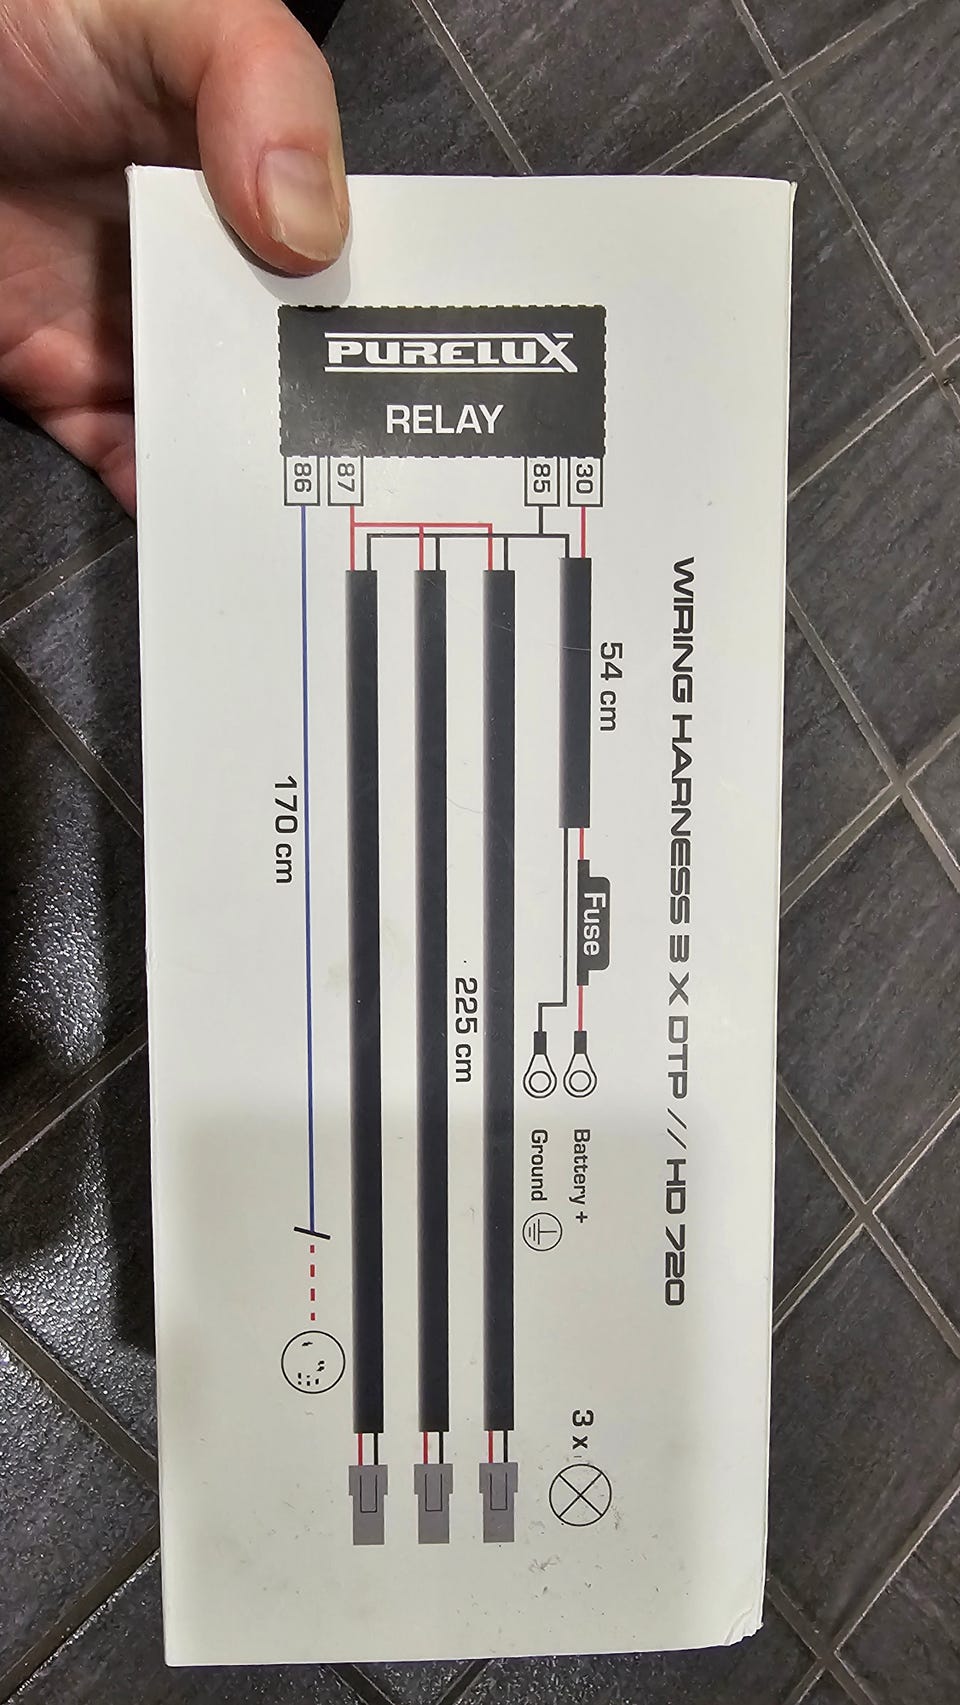 WIRING HARNESS 3 X DTP // HD 720
PURELUX
RELAY
30
85
87
86
54 cm
Fuse
Battery +
Ground
3 x
225 cm
170 cm